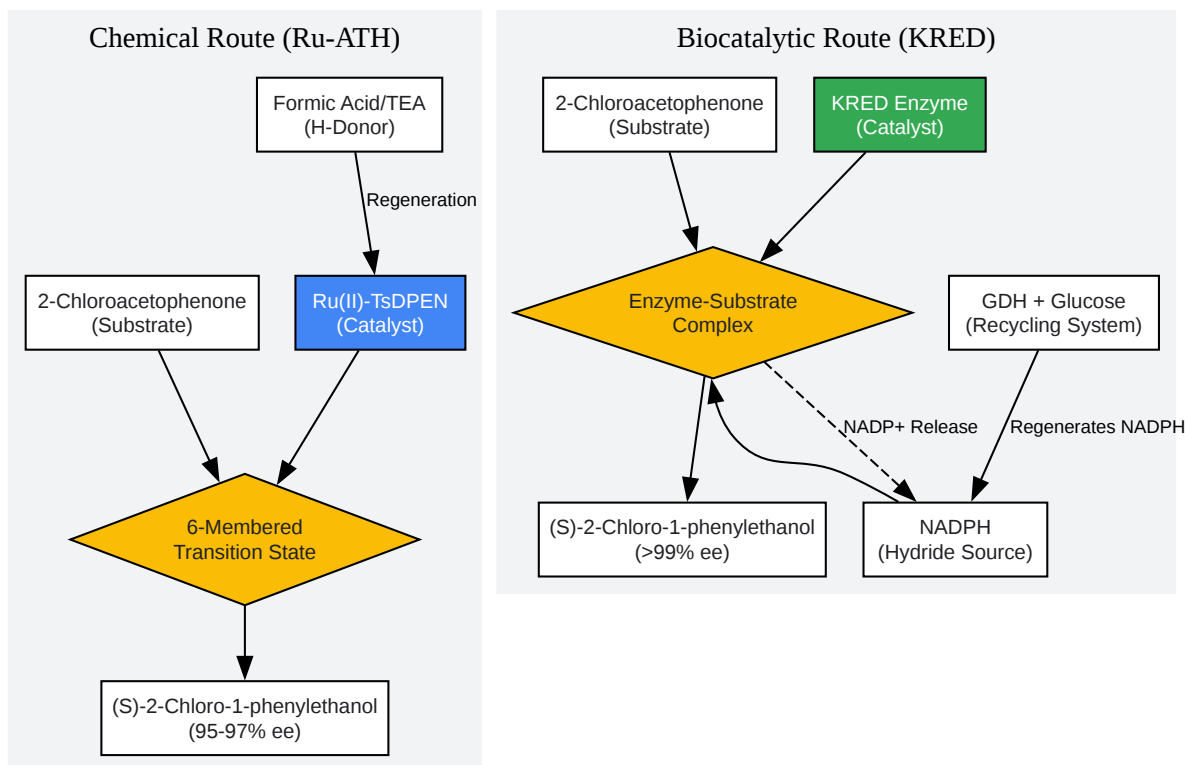 Chemical Route (Ru-ATH)
Formic Acid/TEA
(H-Donor)
Regeneration
2-Chloroacetophenone
(Substrate)
Ru(II)-TsDPEN
(Catalyst)
6-Membered
Transition State
(S)-2-Chloro-1-phenylethanol
(95-97% ee)
Biocatalytic Route (KRED)
2-Chloroacetophenone
(Substrate)
KRED Enzyme
(Catalyst)
Enzyme-Substrate
Complex
GDH + Glucose
(Recycling System)
NADP+ Release
Regenerates NADPH
(S)-2-Chloro-1-phenylethanol
(>99% ee)
NADPH
(Hydride Source)